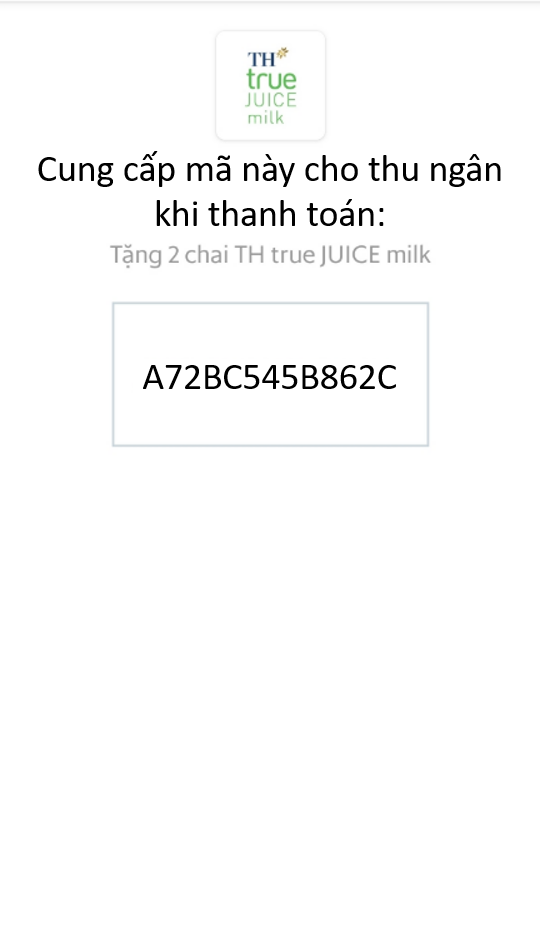 TH
true
JUICE
milk
Cung cấp mã này cho thu ngân
khi thanh toán:
Tặng 2 chai TH true JUICE milk
A72BC545B862C